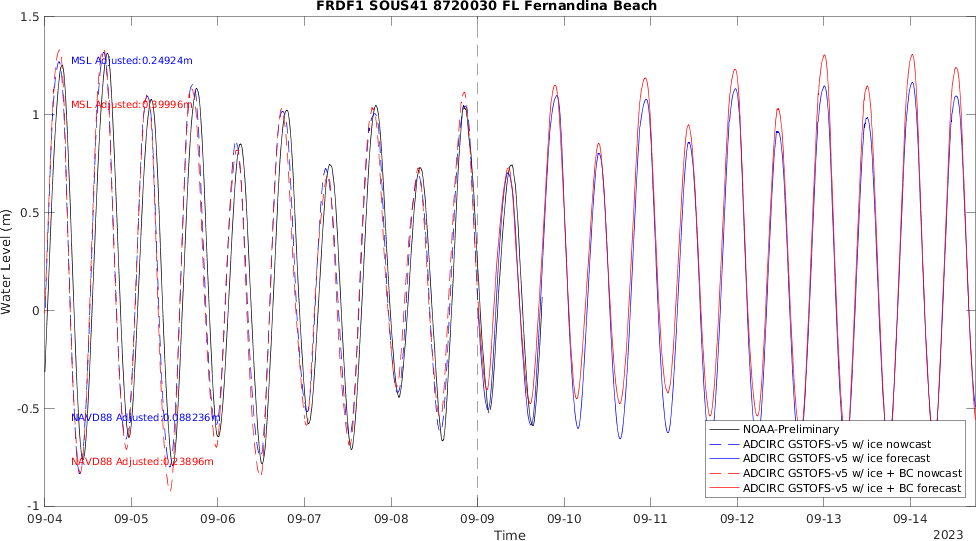 FRDF1 SOUS41 8720030 FL Fernandina Beach
1.5
1
0.5
0
-0.5
-1
Water Level (m)
MSL Adjusted:0.24924m
MSL Adjusted:0.39996m
NAVD88 Adjusted:0.088236m
NAVD88 Adjusted:0.23896m
NOAA-Preliminary
ADCIRC GSTOFS-v5 w/ ice nowcast
ADCIRC GSTOFS-v5 w/ ice forecast
ADCIRC GSTOFS-v5 w/ ice + BC nowcast
ADCIRC GSTOFS-v5 w/ ice + BC forecast
09-04 09-05 09-06 09-07 09-08 09-09 09-10 09-11 09-12 09-13 09-14
Time
2023